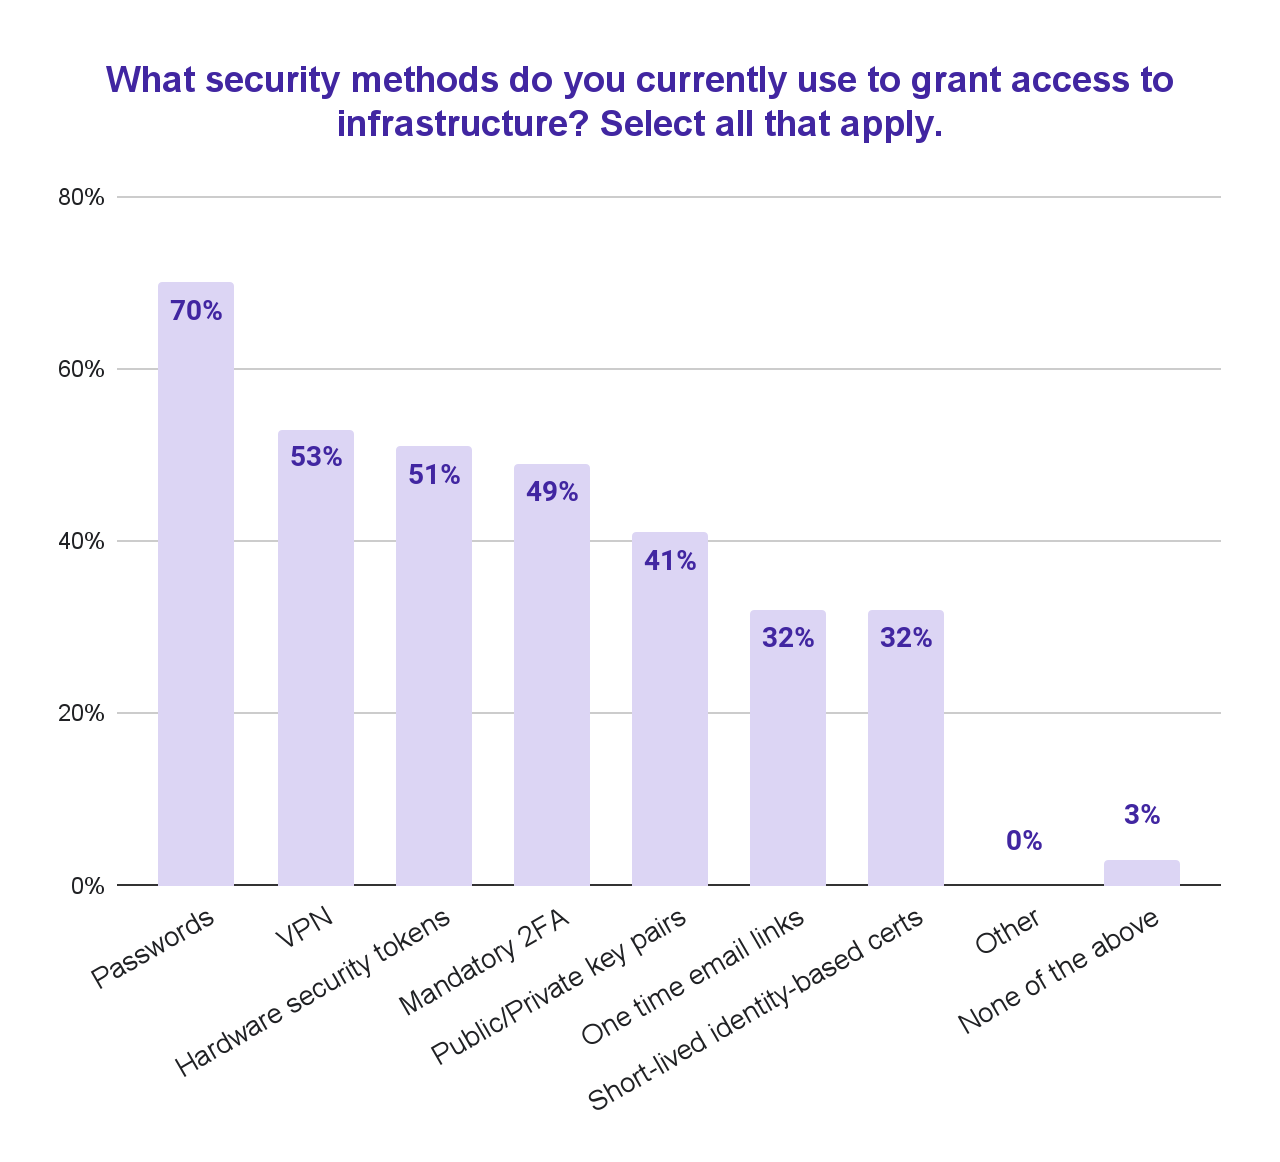 What security methods do you currently use to grant access to
infrastructure? Select all that apply.
80%
60%
40%
20%
0%
70%
53%
51%
49%
41%
32%
32%
0%
3%
Passwords
VPN
Hardware security tokens
Mandatory 2FA
Public/Private key pairs
One time email links
Short-lived identity-based certs
Other
None of the above